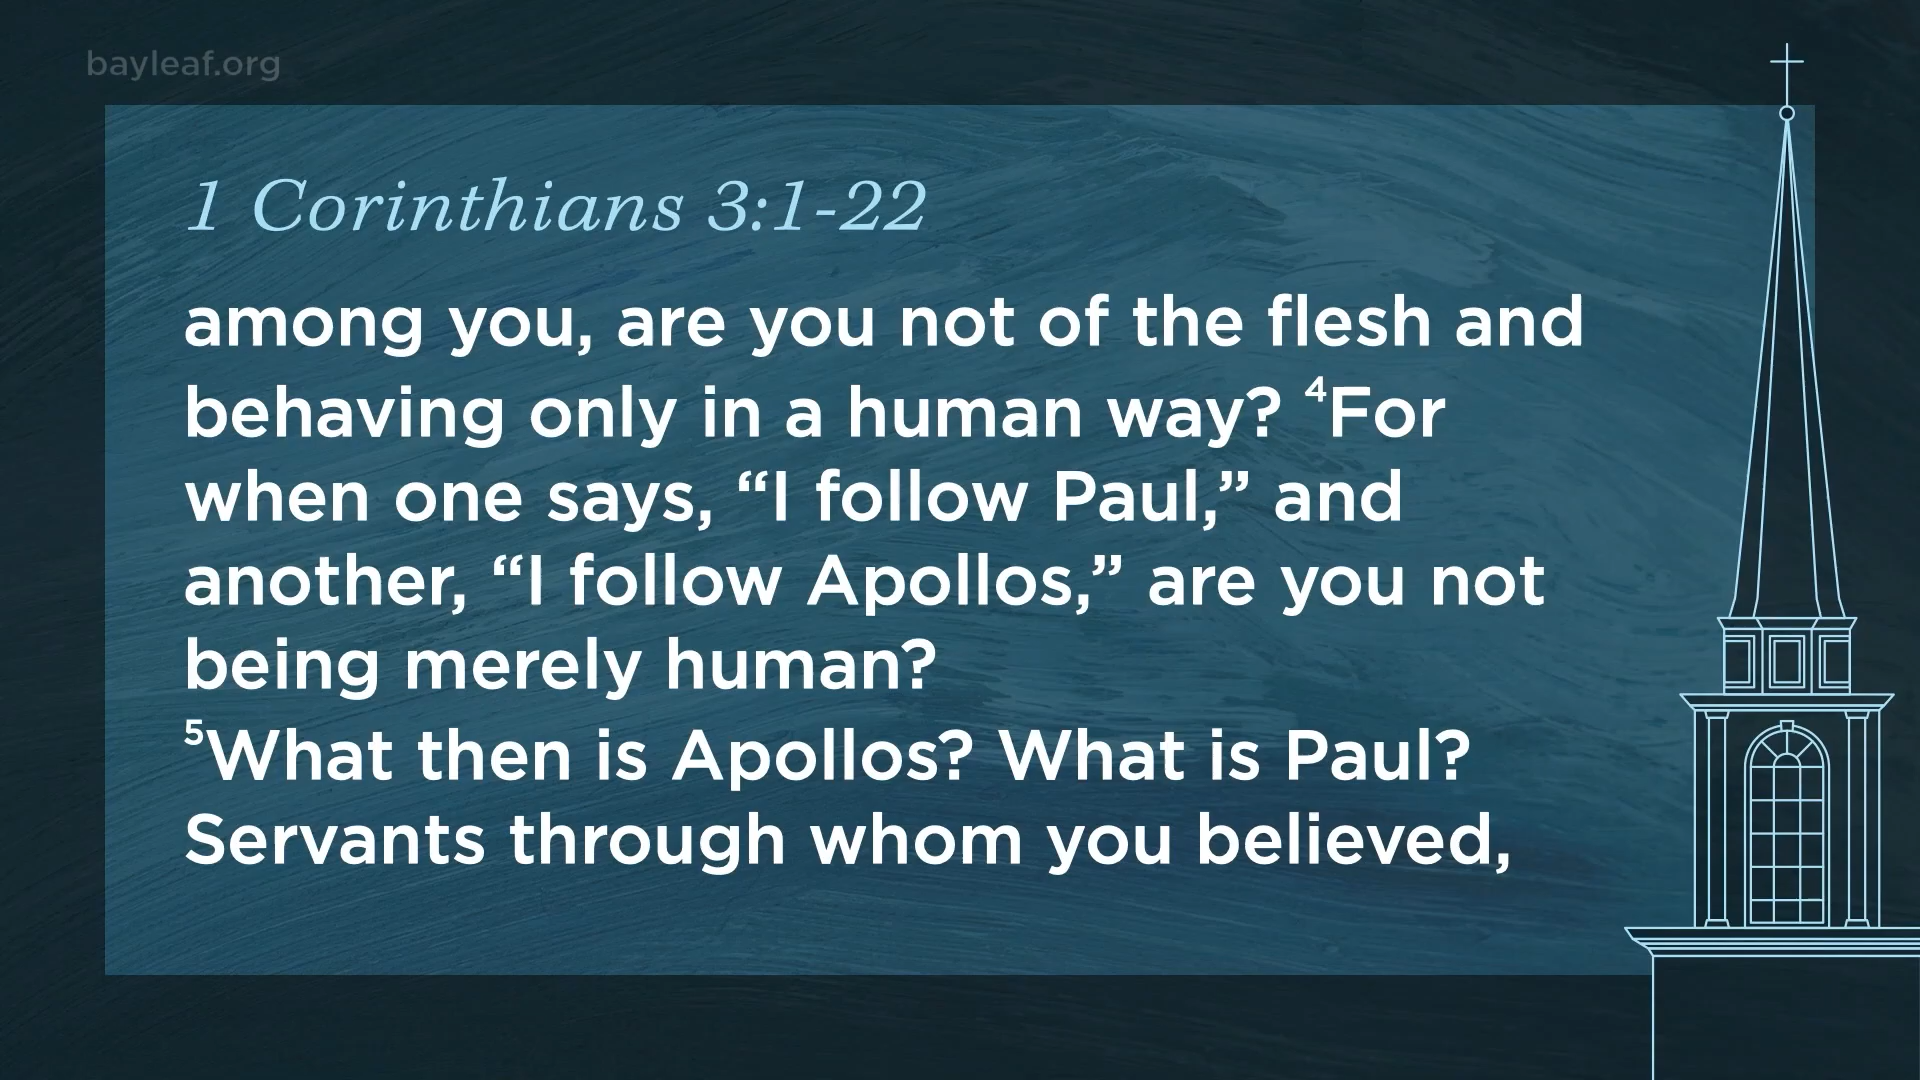 bayleaf.org
1 Corinthians 3:1-22
among you, are you not of the flesh and
behaving only in a human way? ⁴For
when one says, “I follow Paul,” and
another, “I follow Apollos,” are you not
being merely human?
⁵What then is Apollos? What is Paul?
Servants through whom you believed,